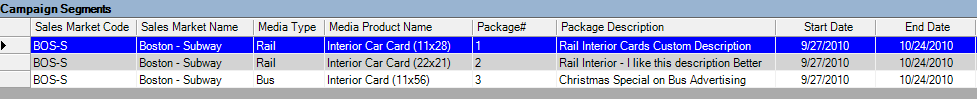 Campaign Segments
Sales Market Code Sales Market Name Media Type Media Product Name Package# Package Description Start Date End Date
BOS-S Boston - Subway Rail Interior Car Card (11x28) 1 Rail Interior Cards Custom Description 9/27/2010 10/24/2010
BOS-S Boston - Subway Rail Interior Car Card (22x21) 2 Rail Interior - I like this description Better 9/27/2010 10/24/2010
BOS-S Boston - Subway Bus Interior Card (11x56) 3 Christmas Special on Bus Advertising 9/27/2010 10/24/2010